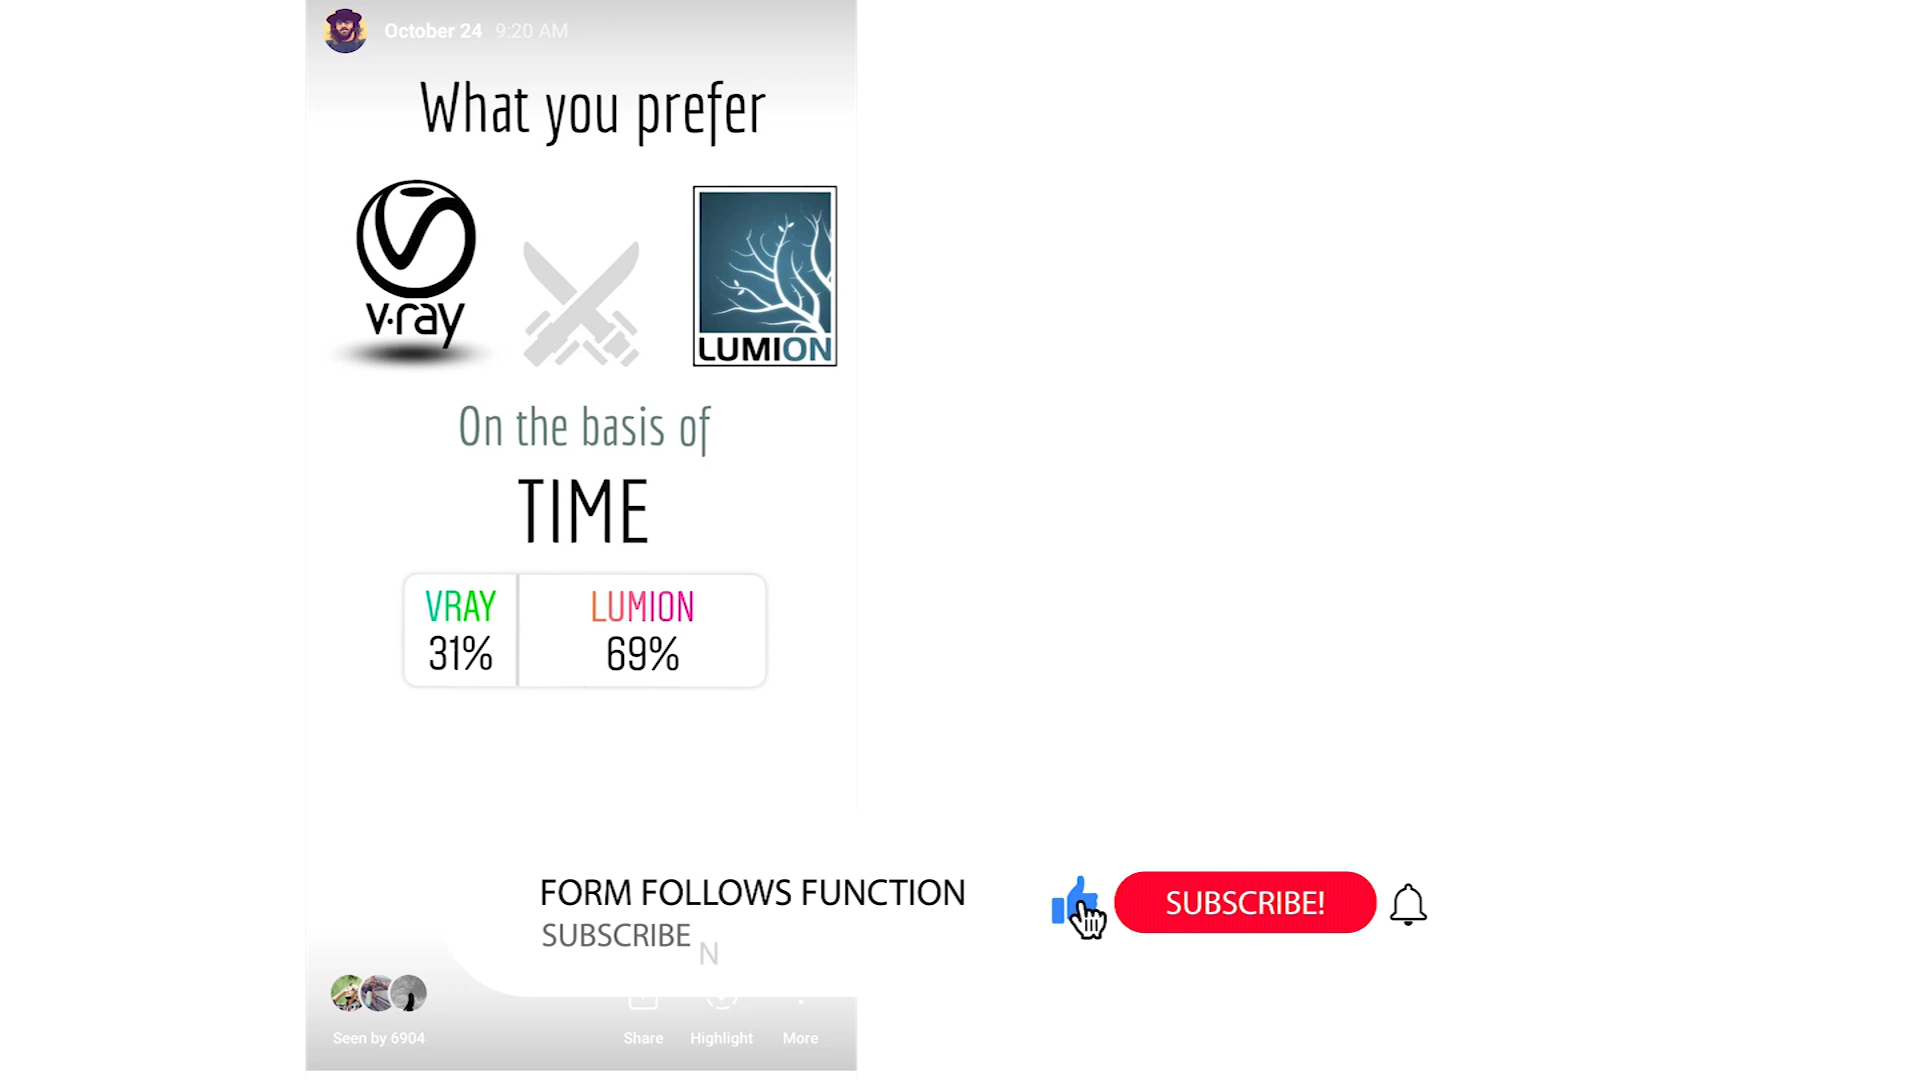 October 24 9:20 AM
What you prefer
v.ray
LUMION
On the basis of
TIME
VRAY LUMION
31% 69%
FORM FOLLOWS FUNCTION
SUBSCRIBE
N
SUBSCRIBE!
Seen by 6904
Share Highlight More